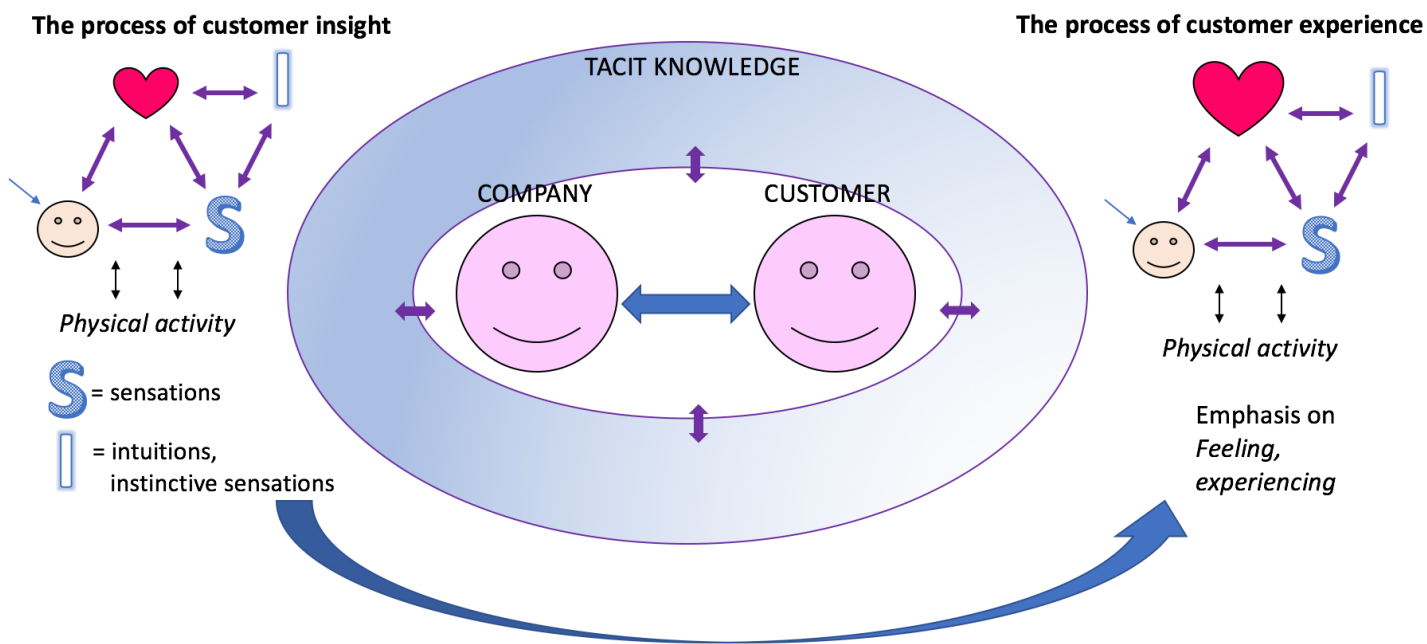 The process of customer insight
The process of customer experience
TACIT KNOWLEDGE
COMPANY
CUSTOMER
S
S
Physical activity
Physical activity
S = sensations
I = intuitions,
instinctive sensations
Emphasis on
Feeling,
experiencing
I
I